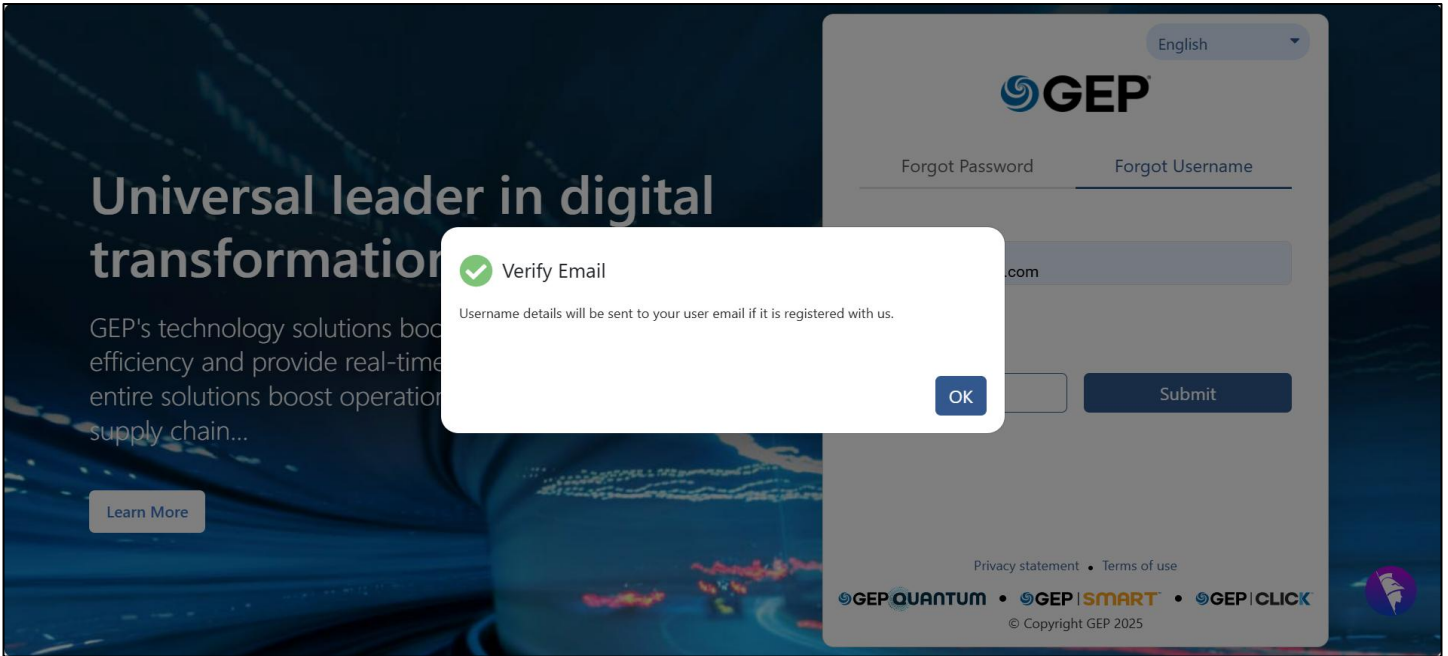 English
GEP
Forgot Password
Forgot Username
Universal leader in digital
transformation
GEP's technology solutions boo
efficiency and provide real-time
entire solutions boost operation
supply chain...
Learn More
Verify Email
Username details will be sent to your user email if it is registered with us.
OK
.com
Submit
Privacy statement • Terms of use
GEP QUANTUM • GEP | SMART • GEP | CLICK
© Copyright GEP 2025